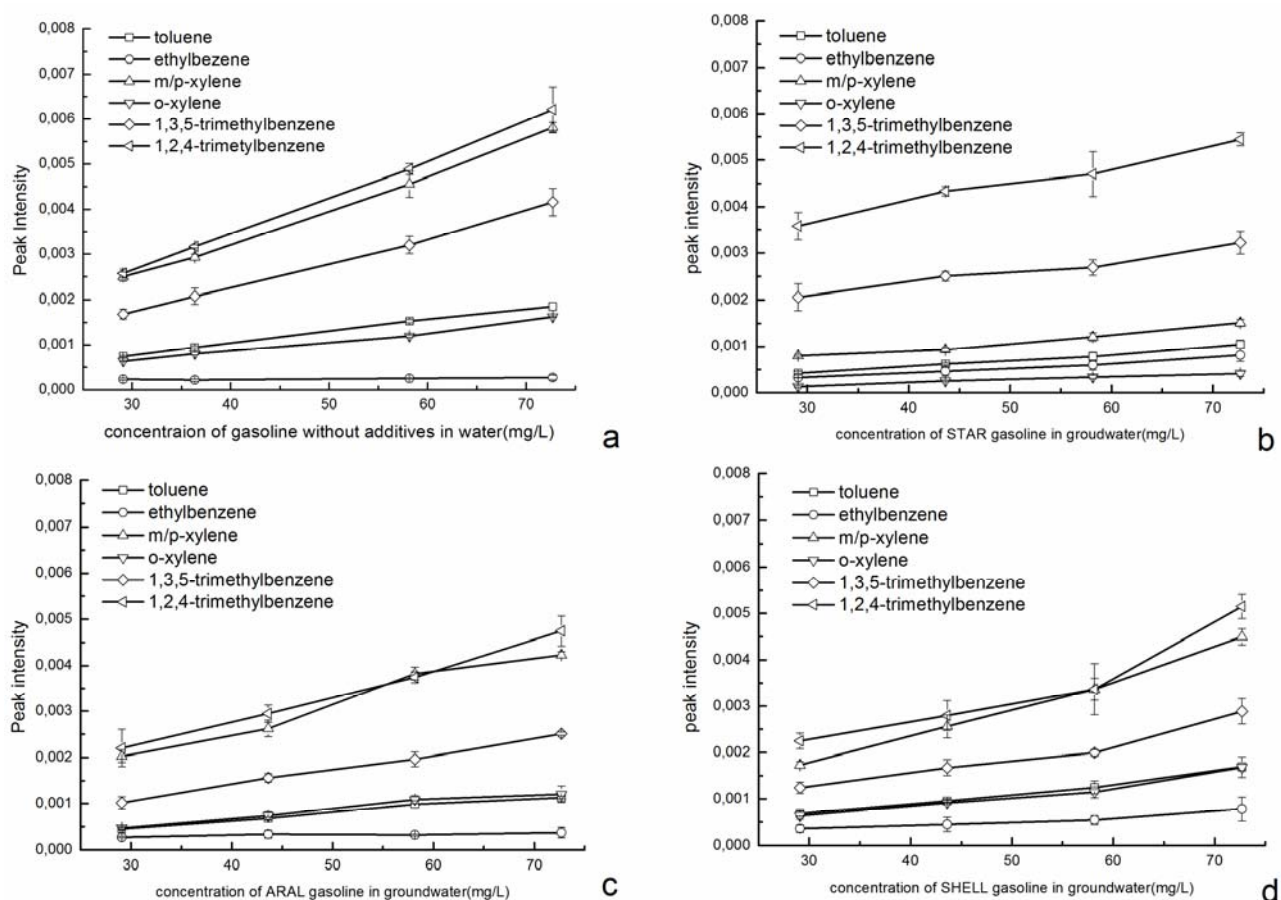 0,008
0,007
0,006
0,005
0,004
0,003
0,002
0,001
0,000
Peak Intensity
toluene
ethylbezene
m/p-xylene
o-xylene
1,3,5-trimethylbenzene
1,2,4-trimetylbenzene
30 40 50 60 70
concentraion of gasoline without additives in water(mg/L)
a
0,008
0,007
0,006
0,005
0,004
0,003
0,002
0,001
0,000
peak intensity
toluene
ethylbenzene
m/p-xylene
o-xylene
1,3,5-trimethylbenzene
1,2,4-trimethylbenzene
30 40 50 60 70
concentration of STAR gasoline in groudwater(mg/L)
b
0,008
0,007
0,006
0,005
0,004
0,003
0,002
0,001
0,000
Peak intensity
toluene
ethylbenzene
m/p-xylene
o-xylene
1,3,5-trimethylbenzene
1,2,4-trimethylbenzene
30 40 50 60 70
concentration of ARAL gasoline in groundwater(mg/L)
c
0,008
0,007
0,006
0,005
0,004
0,003
0,002
0,001
0,000
peak intensity
toluene
ethylbenzene
m/p-xylene
o-xylene
1,3,5-trimethylbenzene
1,2,4-trimethylbenzene
30 40 50 60 70
concentration of SHELL gasoline in groundwater(mg/L)
d